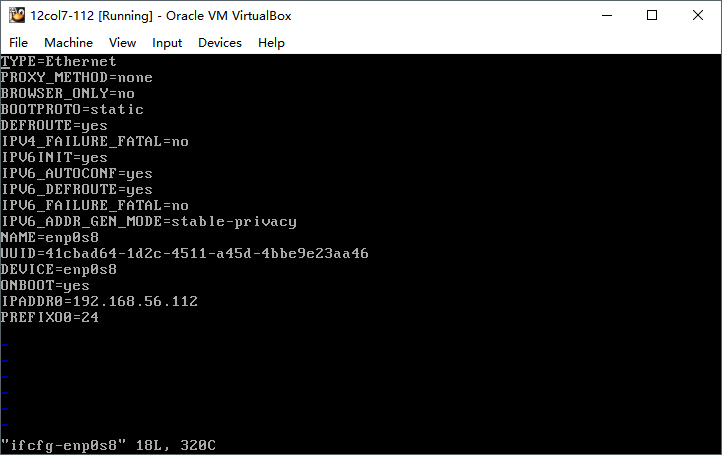 12col7-112 [Running] - Oracle VM VirtualBox
File Machine View Input Devices Help
TYPE=Ethernet
PROXY_METHOD=none
BROWSER_ONLY=no
BOOTPROTO=static
DEFROUTE=yes
IPV4_FAILURE_FATAL=no
IPV6INIT=yes
IPV6_AUTOCONF=yes
IPV6_DEFROUTE=yes
IPV6_FAILURE_FATAL=no
IPV6_ADDR_GEN_MODE=stable-privacy
NAME=enp0s8
UUID=41cbad64-1d2c-4511-a45d-4bbe9e23aa46
DEVICE=enp0s8
ONBOOT=yes
IPADDR0=192.168.56.112
PREFIXO0=24
~
~
~
~
~
~
"ifcfg-enp0s8" 18L, 320C